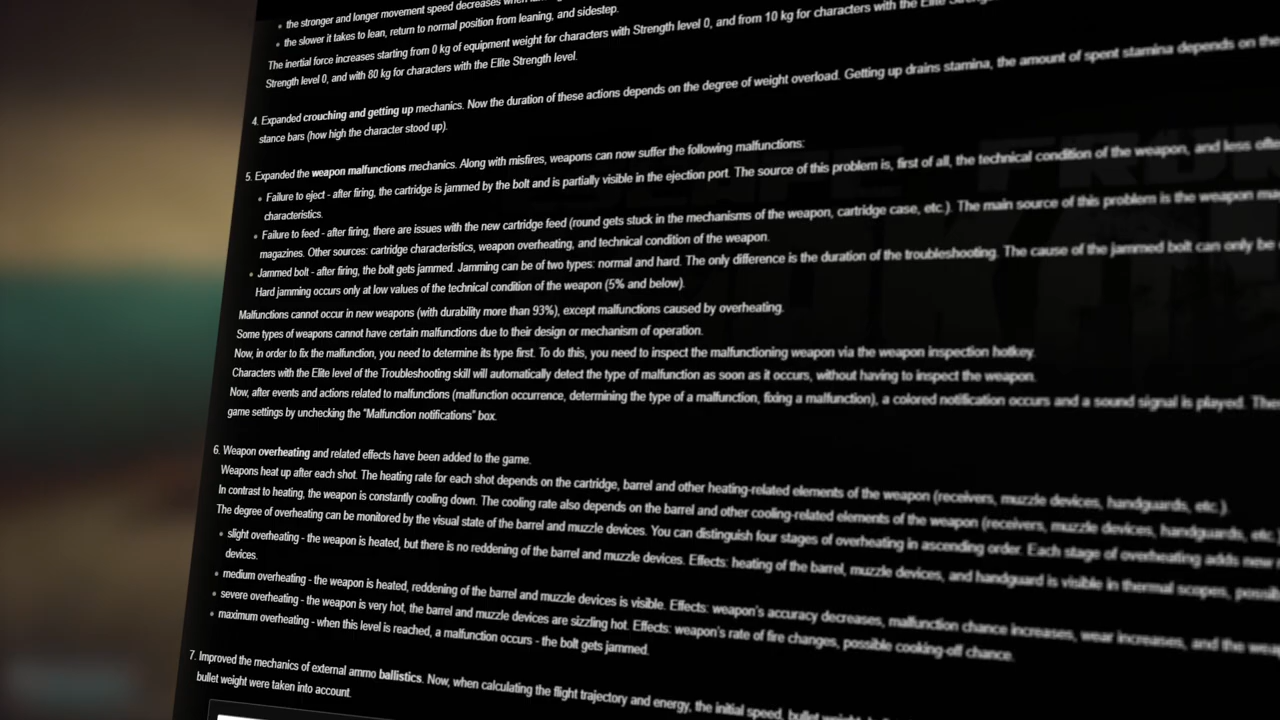 the stronger and longer movement speed decreases when
the slower it takes to lean, return to normal position from leaning, and sidestep.
The inertial force increases starting from 0 kg of equipment weight for characters with Strength level 0, and from 10 kg for characters with the Elite Strength
Strength level 0, and with 80 kg for characters with the Elite Strength level.
4. Expanded crouching and getting up mechanics. Now the duration of these actions depends on the degree of weight overload. Getting up drains stamina, the amount of spent stamina depends on the
stance bars (how high the character stood up).
5. Expanded the weapon malfunctions mechanics. Along with misfires, weapons can now suffer the following malfunctions:
Failure to eject - after firing, the cartridge is jammed by the bolt and is partially visible in the ejection port. The source of this problem is, first of all, the technical condition of the weapon, and less
characteristics.
Failure to feed - after firing, there are issues with the new cartridge feed (round gets stuck in the mechanisms of the weapon, cartridge case, etc.). The main source of this problem is the weapon
magazines. Other sources: cartridge characteristics, weapon overheating, and technical condition of the weapon.
Jammed bolt - after firing, the bolt gets jammed. Jamming can be of two types: normal and hard. The only difference is the duration of the troubleshooting. The cause of the jammed bolt can only be
Hard jamming occurs only at low values of the technical condition of the weapon (5% and below).
Malfunctions cannot occur in new weapons (with durability more than 93%), except malfunctions caused by overheating.
Some types of weapons cannot have certain malfunctions due to their design or mechanism of operation.
Now, in order to fix the malfunction, you need to determine its type first. To do this, you need to inspect the malfunctioning weapon via the weapon inspection hotkey.
Characters with the Elite level of the Troubleshooting skill will automatically detect the type of malfunction as soon as it occurs, without having to inspect the weapon.
Now, after events and actions related to malfunctions (malfunction occurrence, determining the type of a malfunction, fixing a malfunction), a colored notification occurs and a sound signal is played.
game settings by unchecking the "Malfunction notifications" box.
6. Weapon overheating and related effects have been added to the game.
Weapons heat up after each shot. The heating rate for each shot depends on the cartridge, barrel and other heating-related elements of the weapon (receivers, muzzle devices, handguards, etc.).
In contrast to heating, the weapon is constantly cooling down. The cooling rate also depends on the barrel and other cooling-related elements of the weapon (receivers, muzzle devices, handguards, etc.)
The degree of overheating can be monitored by the visual state of the barrel and muzzle devices. You can distinguish four stages of overheating in ascending order. Each stage of overheating adds new
slight overheating - the weapon is heated, but there is no reddening of the barrel and muzzle devices. Effects: heating of the barrel, muzzle devices, and handguard is visible in thermal scopes,
devices.
medium overheating - the weapon is heated, reddening of the barrel and muzzle devices is visible. Effects: weapon's accuracy decreases, malfunction chance increases, wear increases, and the
severe overheating - the weapon is very hot, the barrel and muzzle devices are sizzling hot. Effects: weapon's rate of fire changes, possible cooking-off chance.
maximum overheating - when this level is reached, a malfunction occurs - the bolt gets jammed.
7. Improved the mechanics of external ammo ballistics. Now, when calculating the flight trajectory and energy, the initial speed, bullet weight,
bullet weight were taken into account.